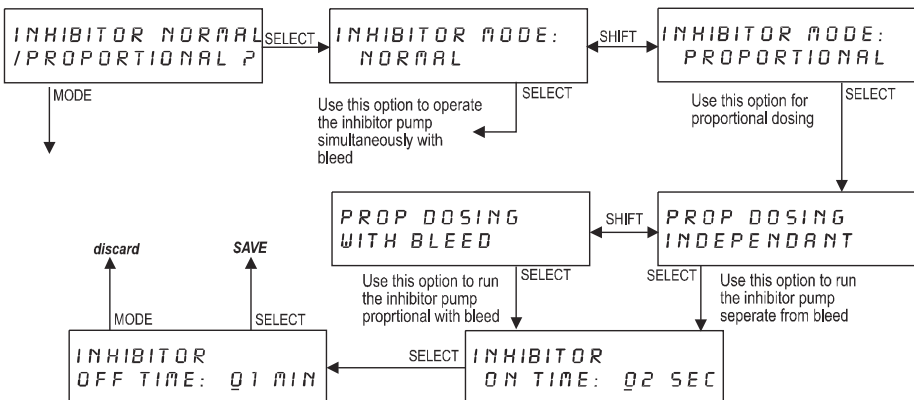 INHIBITOR NORMAL
/PROPORTIONAL ?
SELECT
INHIBITOR MODE:
NORMAL
SHIFT
INHIBITOR MODE:
PROPORTIONAL
MODE
Use this option to operate
the inhibitor pump
simultaneously with
bleed
SELECT
Use this option for
proportional dosing
SELECT
PROP DOSING
WITH BLEED
SHIFT
PROP DOSING
INDEPENDANT
discard
SAVE
Use this option to run
the inhibitor pump
proprtional with bleed
SELECT
SELECT
Use this option to run
the inhibitor pump
seperate from bleed
MODE
SELECT
INHIBITOR
OFF TIME: 01 MIN
SELECT
INHIBITOR
ON TIME: 02 SEC